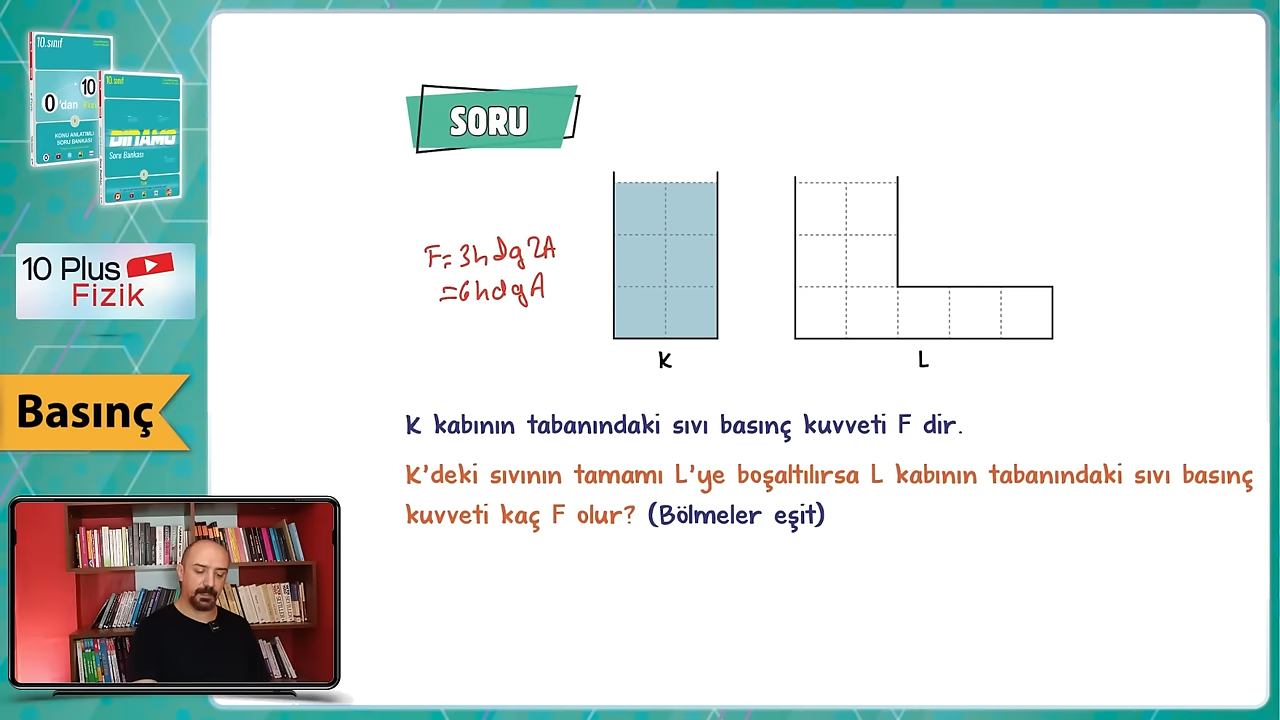 10.sınıf
0'dan 10
Fizik
KONU ANLATIMLI
SORU BANKASI
10.sınıf
DİNAMO
Soru Bankası
10 Plus
Fizik
Basınç
SORU
F=3hdg2A
=6hdgA
K
L
K kabının tabanındaki sıvı basınç kuvveti F dir.
K'deki sıvının tamamı L'ye boşaltılırsa L kabının tabanındaki sıvı basınç
kuvveti kaç F olur? (Bölmeler eşit)